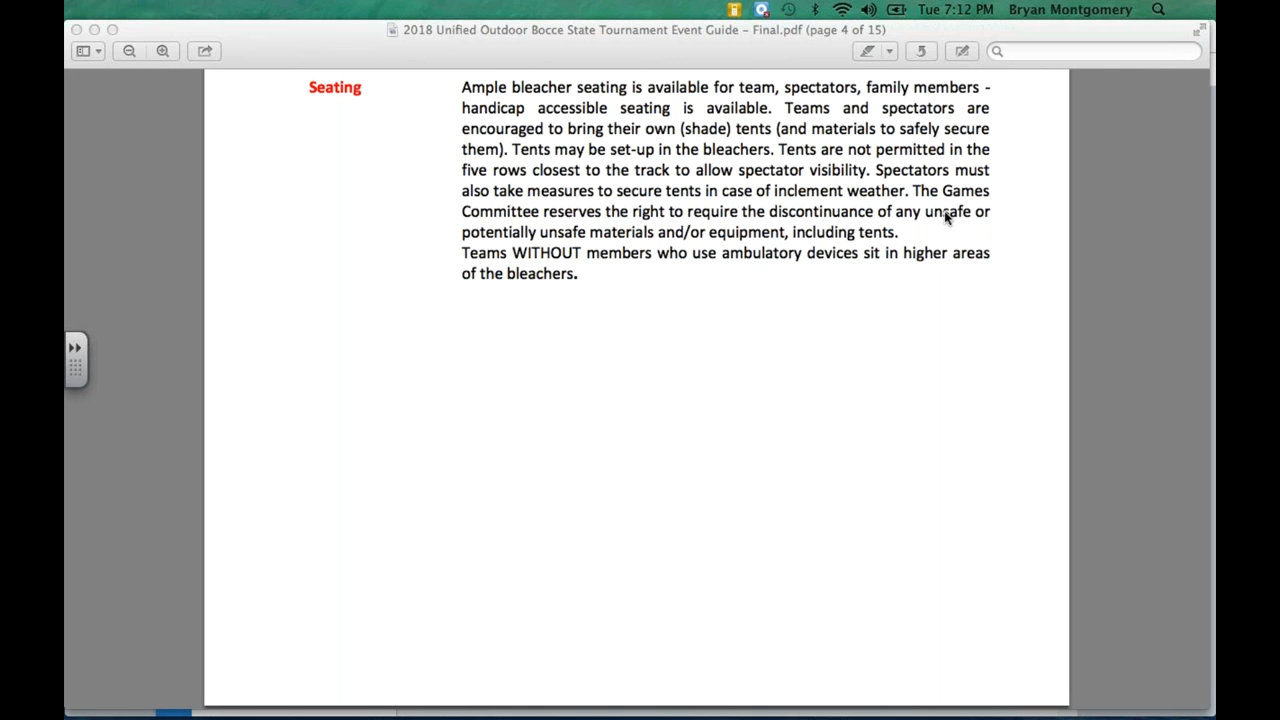 Tue 7:12 PM Bryan Montgomery
2018 Unified Outdoor Bocce State Tournament Event Guide – Final.pdf (page 4 of 15)
Seating
Ample bleacher seating is available for team, spectators, family members -
handicap accessible seating is available. Teams and spectators are
encouraged to bring their own (shade) tents (and materials to safely secure
them). Tents may be set-up in the bleachers. Tents are not permitted in the
five rows closest to the track to allow spectator visibility. Spectators must
also take measures to secure tents in case of inclement weather. The Games
Committee reserves the right to require the discontinuance of any unsafe or
potentially unsafe materials and/or equipment, including tents.
Teams WITHOUT members who use ambulatory devices sit in higher areas
of the bleachers.